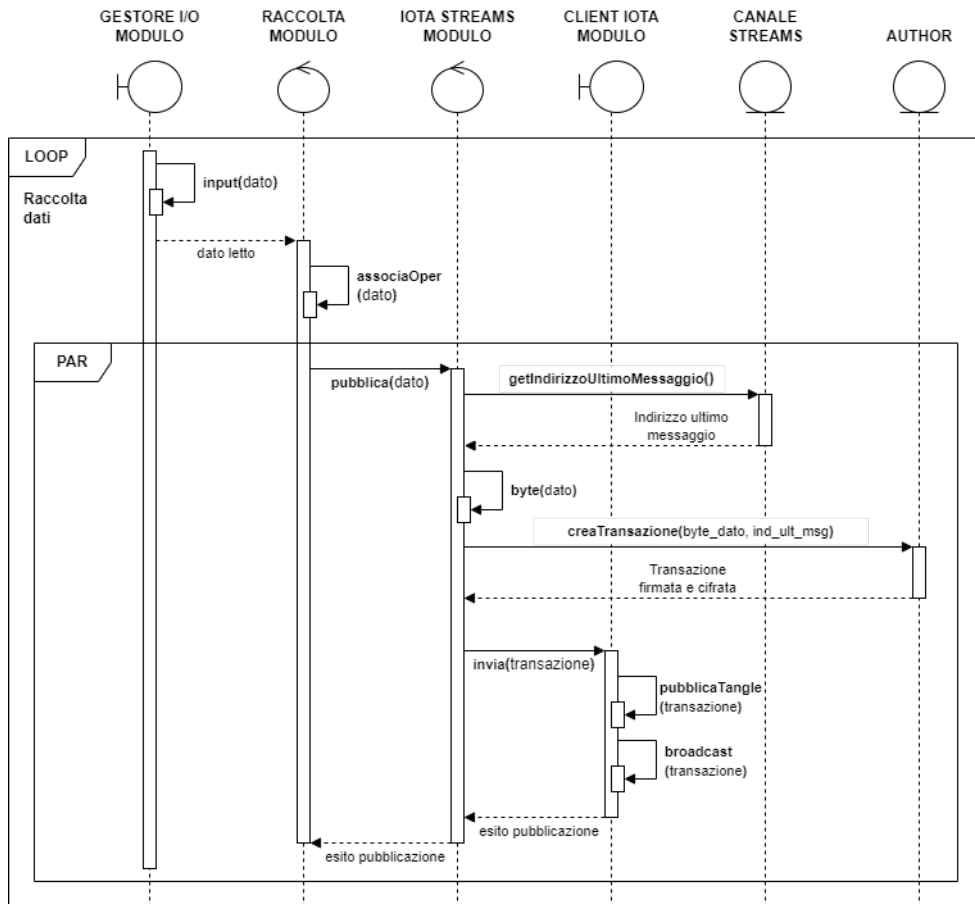 GESTORE I/O
MODULO
RACCOLTA
MODULO
IOTA STREAMS
MODULO
CLIENT IOTA
MODULO
CANALE
STREAMS
AUTHOR
LOOP
Raccolta
dati
input(dato)
dato letto
associaOper
(dato)
PAR
pubblica(dato)
getIndirizzoUltimoMessaggio()
Indirizzo ultimo
messaggio
byte(dato)
creaTransazione(byte_dato, ind_ult_msg)
Transazione
firmata e cifrata
invia(transazione)
pubblicaTangle
(transazione)
broadcast
(transazione)
esito pubblicazione
esito pubblicazione